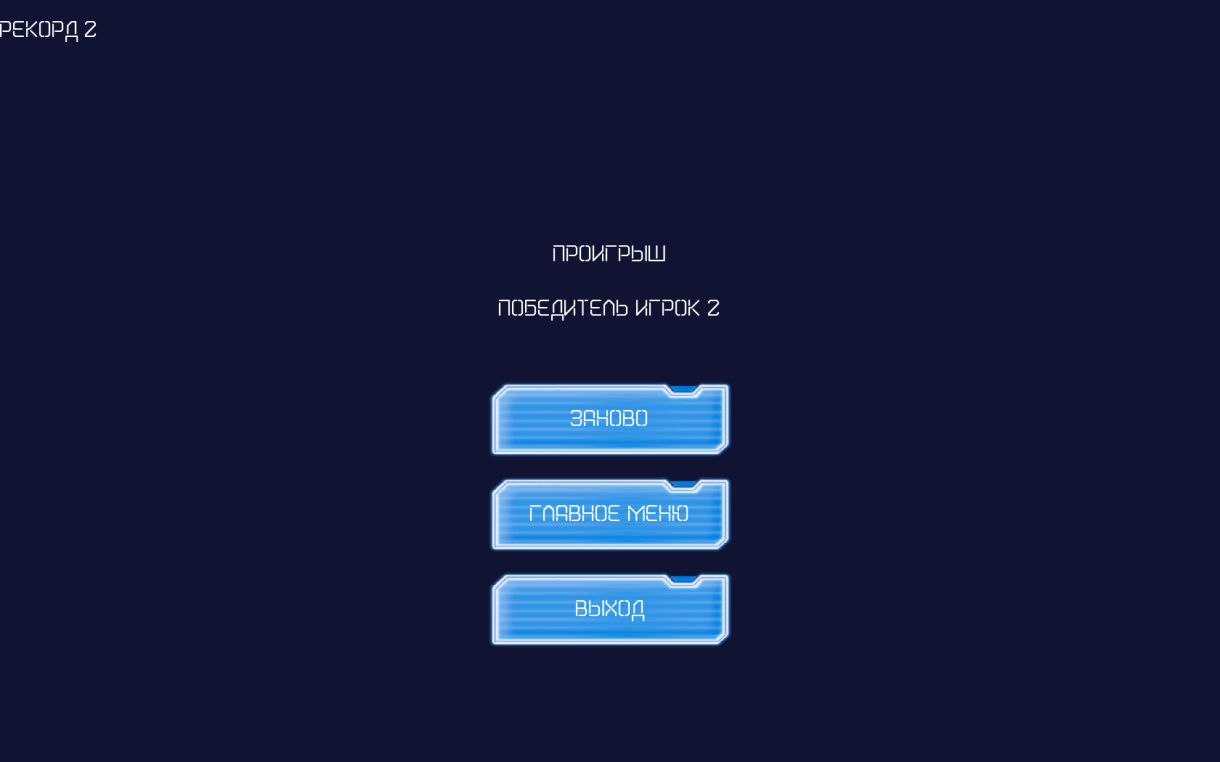 РЕКОРД 2
ПРОИГРЫШ
ПОБЕДИТЕЛЬ ИГРОК 2
ЗАНОВО
ГЛАВНОЕ МЕНЮ
ВЫХОД